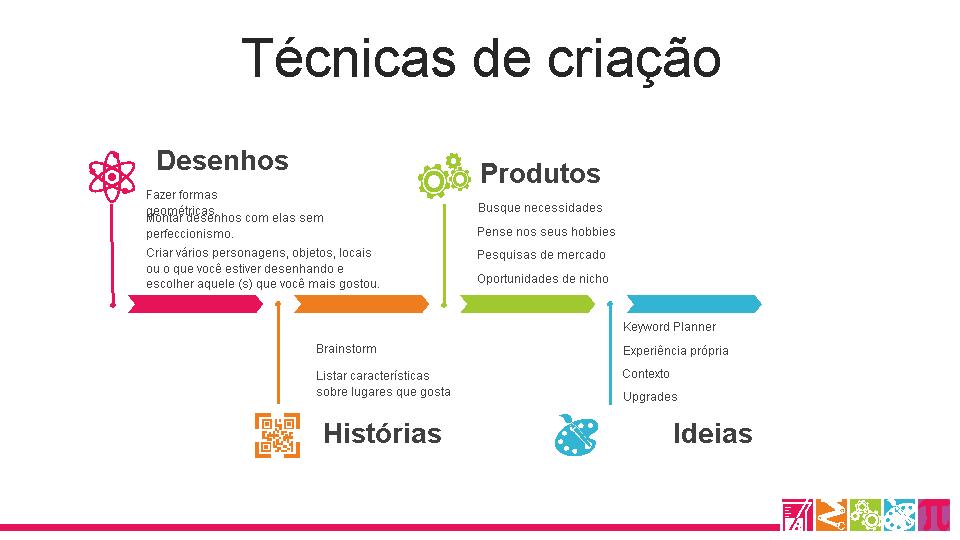 Técnicas de criação
Desenhos
Fazer formas
geométricas.
Montar desenhos com elas sem
perfeccionismo.
Criar vários personagens, objetos, locais
ou o que você estiver desenhando e
escolher aquele (s) que você mais gostou.
Produtos
Busque necessidades
Pense nos seus hobbies
Pesquisas de mercado
Oportunidades de nicho
Brainstorm
Listar características
sobre lugares que gosta
Histórias
Keyword Planner
Experiência própria
Contexto
Upgrades
Ideias